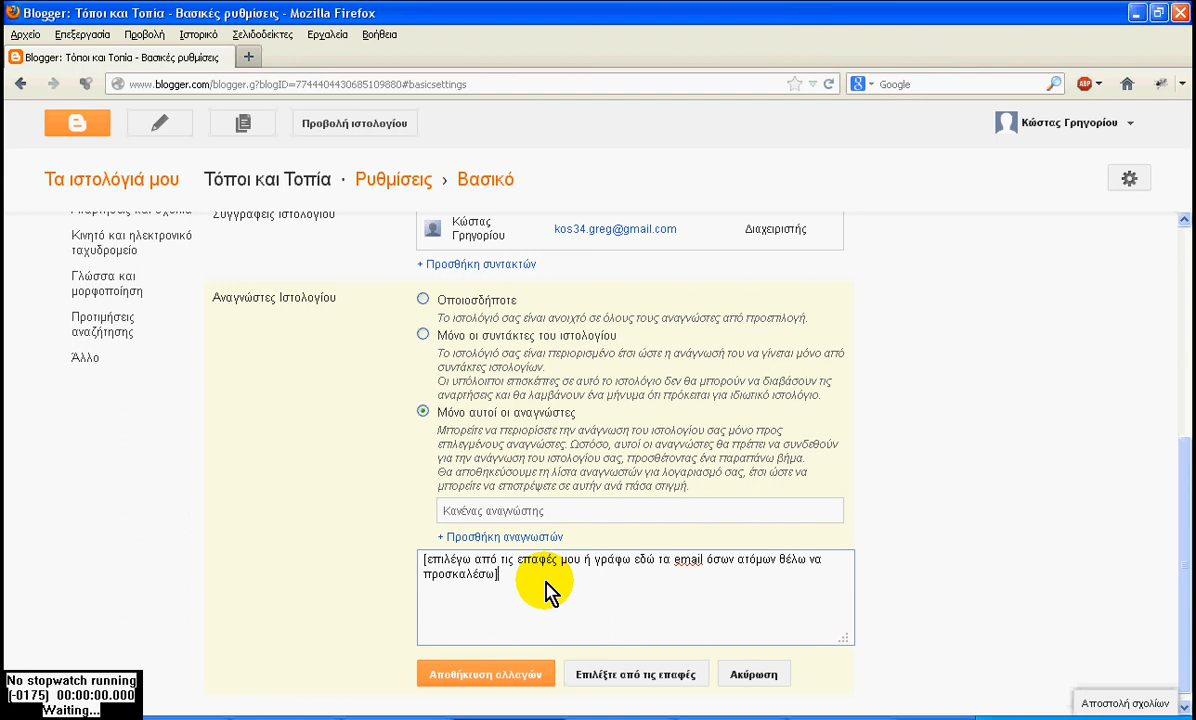 Blogger: Τόποι και Τοπία - Βασικές ρυθμίσεις - Mozilla Firefox
Αρχείο Επεξεργασία Προβολή Ιστορικό Σελιδοδείκτες Εργαλεία Βοήθεια
Blogger: Τόποι και Τοπία - Βασικές ρυθμίσεις
www.blogger.com/blogger.g?blogID=7744404430685109880#basicsettings
Google
ABP
Προβολή ιστολογίου
Κώστας Γρηγορίου
Τα ιστολόγιά μου
Τόποι και Τοπία · Ρυθμίσεις › Βασικό
Κινητό και ηλεκτρονικό
ταχυδρομείο
Γλώσσα και
μορφοποίηση
Προτιμήσεις
αναζήτησης
Άλλο
Συγγραφείς Ιστολογίου
Κώστας
Γρηγορίου
kos34.greg@gmail.com
Διαχειριστής
+ Προσθήκη συντακτών
Αναγνώστες Ιστολογίου
Οποιοσδήποτε
Το ιστολόγιό σας είναι ανοιχτό σε όλους τους αναγνώστες από προεπιλογή.
Μόνο οι συντάκτες του ιστολογίου
Το ιστολόγιό σας είναι περιορισμένο έτσι ώστε η ανάγνωσή του να γίνεται μόνο από
συντάκτες ιστολογίων.
Οι υπόλοιποι επισκέπτες σε αυτό το ιστολόγιο δεν θα μπορούν να διαβάσουν τις
αναρτήσεις και θα λαμβάνουν ένα μήνυμα ότι πρόκειται για ιδιωτικό ιστολόγιο.
Μόνο αυτοί οι αναγνώστες
Μπορείτε να περιορίσετε την ανάγνωση του ιστολογίου σας μόνο προς
επιλεγμένους αναγνώστες. Ωστόσο, αυτοί οι αναγνώστες θα πρέπει να συνδεθούν
για την ανάγνωση του ιστολογίου σας, προσθέτοντας ένα παραπάνω βήμα.
Θα αποθηκεύσουμε τη λίστα αναγνωστών για λογαριασμό σας, έτσι ώστε να
μπορείτε να επιστρέψετε σε αυτήν ανά πάσα στιγμή.
Κανένας αναγνώστης
+ Προσθήκη αναγνωστών
[επιλέγω από τις επαφές μου ή γράφω εδώ τα email όσων ατόμων θέλω να
προσκαλέσω]
Αποθήκευση αλλαγών
Επιλέξτε από τις επαφές
Ακύρωση
Αποστολή σχολίων
No stopwatch running
(-0175) 00:00:00.000
Waiting...